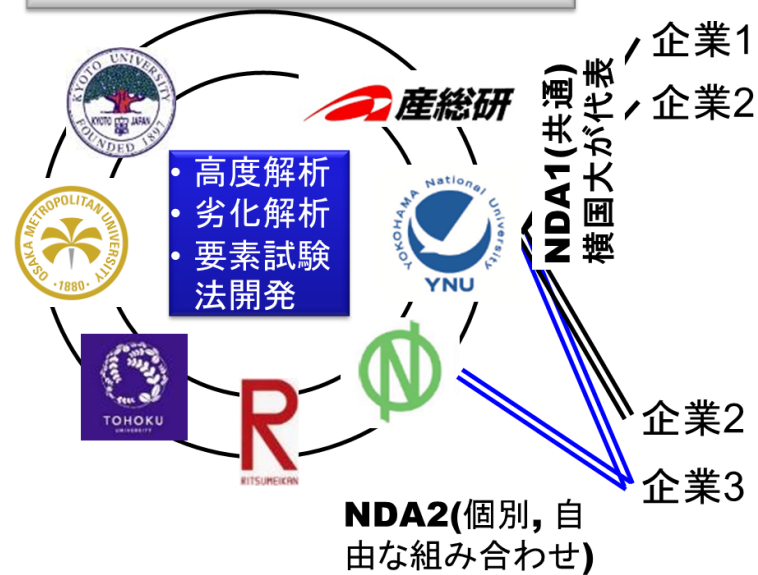 KYOTO UNIVERSITY
KYOTO JAPAN
FOUNDED 1897
産総研
企業1
企業2
NDA1(共通)
横国大が代表
• 高度解析
• 劣化解析
• 要素試験
法開発
OSAKA METROPOLITAN UNIVERSITY
・1880・
YOKOHAMA National University
YNU
TOHOKU
UNIVERSITY
R
RITSUMEIKAN
N
企業2
企業3
NDA2(個別, 自
由な組み合わせ)